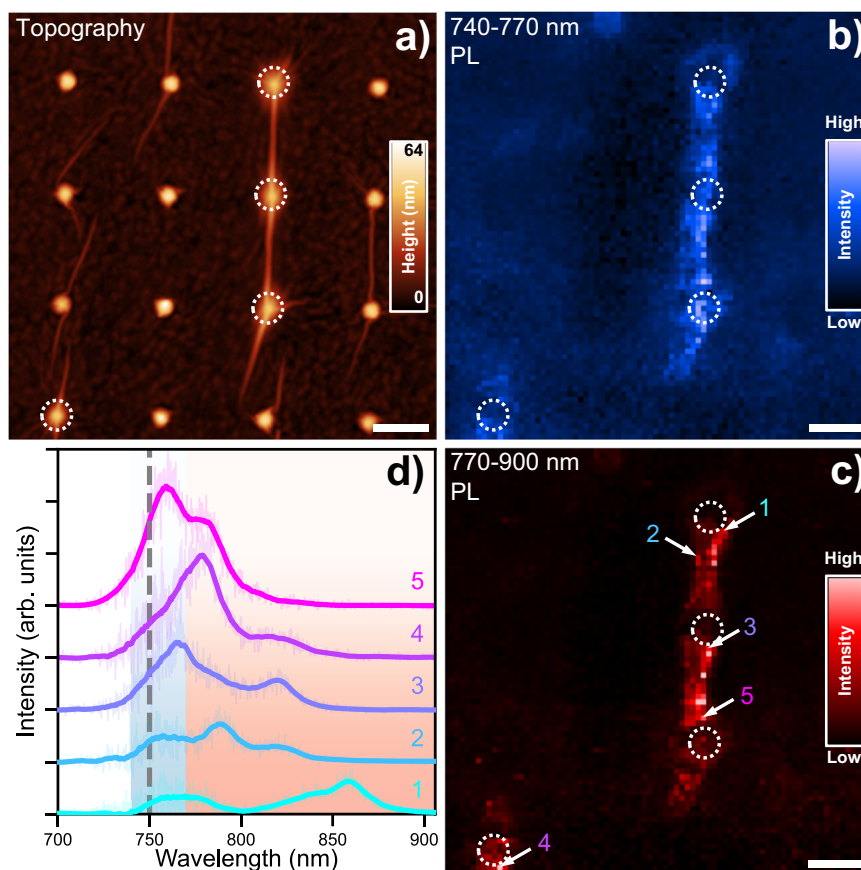 Topography
a)
64
Height (nm)
0
740-770 nm
PL
b)
High
Intensity
Low
d)
5
4
3
2
1
Intensity (arb. units)
700
750
800
850
900
Wavelength (nm)
770-900 nm
PL
c)
1
2
3
5
4
High
Intensity
Low